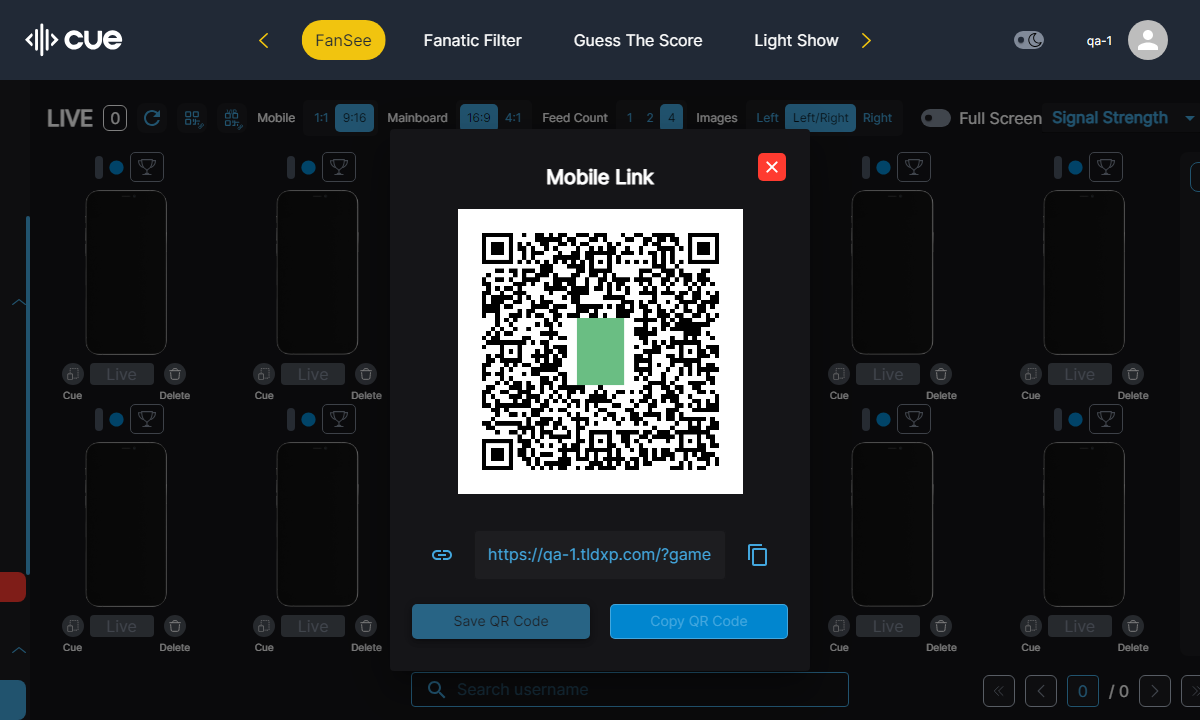 cue
FanSee
Fanatic Filter
Guess The Score
Light Show
qa-1
LIVE 0
Mobile 1:1 9:16
Mainboard 16:9 4:1
Feed Count 1 2 4
Images Left Left/Right Right
Full Screen
Signal Strength
Mobile Link
https://qa-1.tldxp.com/?game
Save QR Code
Copy QR Code
Live Live Live Live
Cue Delete Cue Delete Cue Delete Cue Delete
Live Live Live Live
Cue Delete Cue Delete Cue Delete Cue Delete
Search username
0 / 0